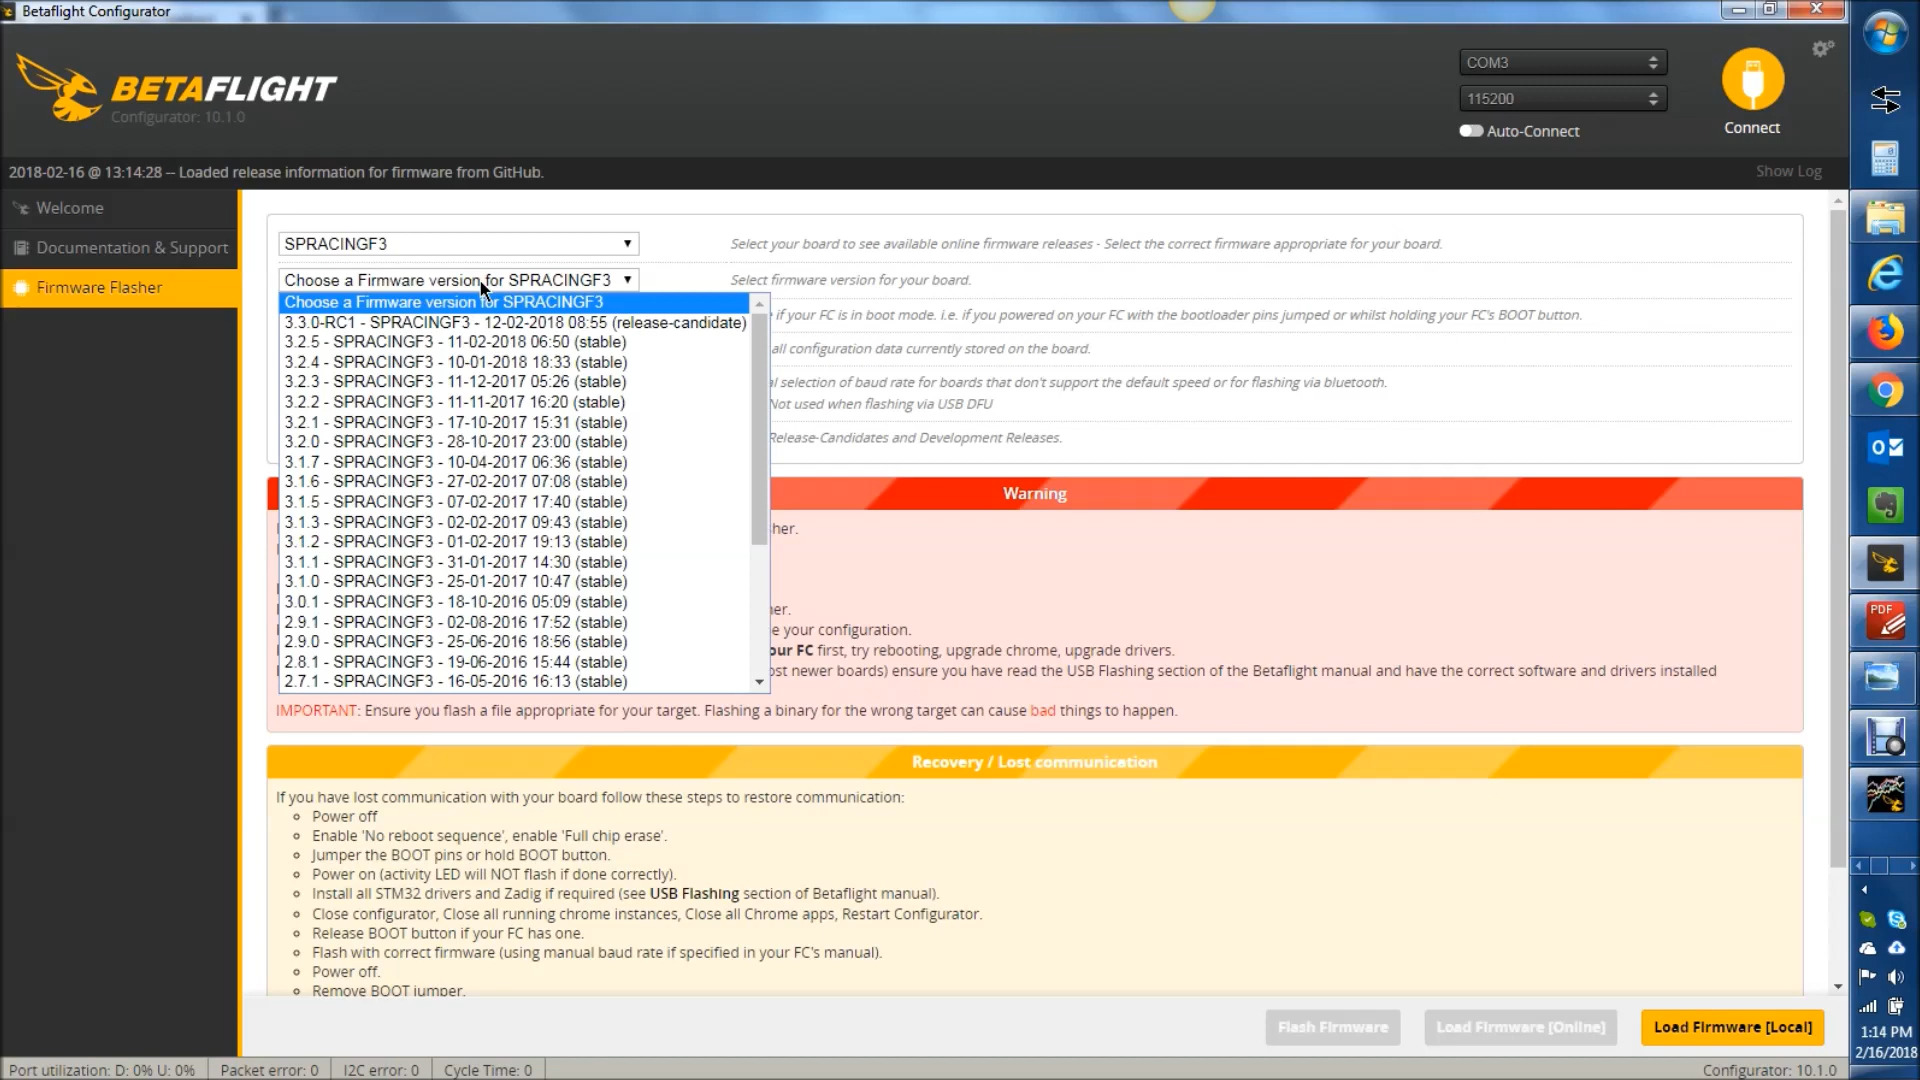 Betaflight Configurator
BETAFLIGHT
Configurator: 10.1.0
COM3
115200
Auto-Connect
Connect
2018-02-16 @ 13:14:28 -- Loaded release information for firmware from GitHub.
Show Log
Welcome
Documentation & Support
Firmware Flasher
SPRACINGF3
Select your board to see available online firmware releases - Select the correct firmware appropriate for your board.
Choose a Firmware version for SPRACINGF3
Select firmware version for your board.
Choose a Firmware version for SPRACINGF3
3.3.0-RC1 - SPRACINGF3 - 12-02-2018 08:55 (release-candidate)
if your FC is in boot mode. i.e. if you powered on your FC with the bootloader pins jumped or whilst holding your FC's BOOT button.
3.2.5 - SPRACINGF3 - 11-02-2018 06:50 (stable)
all configuration data currently stored on the board.
3.2.4 - SPRACINGF3 - 10-01-2018 18:33 (stable)
3.2.3 - SPRACINGF3 - 11-12-2017 05:26 (stable)
selection of baud rate for boards that don't support the default speed or for flashing via bluetooth.
3.2.2 - SPRACINGF3 - 11-11-2017 16:20 (stable)
Not used when flashing via USB DFU
3.2.1 - SPRACINGF3 - 17-10-2017 15:31 (stable)
3.2.0 - SPRACINGF3 - 28-10-2017 23:00 (stable)
Release-Candidates and Development Releases.
3.1.7 - SPRACINGF3 - 10-04-2017 06:36 (stable)
3.1.6 - SPRACINGF3 - 27-02-2017 07:08 (stable)
Warning
3.1.5 - SPRACINGF3 - 07-02-2017 17:40 (stable)
3.1.3 - SPRACINGF3 - 02-02-2017 09:43 (stable)
her.
3.1.2 - SPRACINGF3 - 01-02-2017 19:13 (stable)
3.1.1 - SPRACINGF3 - 31-01-2017 14:30 (stable)
3.1.0 - SPRACINGF3 - 25-01-2017 10:47 (stable)
3.0.1 - SPRACINGF3 - 18-10-2016 05:09 (stable)
er.
2.9.1 - SPRACINGF3 - 02-08-2016 17:52 (stable)
e your configuration.
2.9.0 - SPRACINGF3 - 25-06-2016 18:56 (stable)
our FC first, try rebooting, upgrade chrome, upgrade drivers.
2.8.1 - SPRACINGF3 - 19-06-2016 15:44 (stable)
st newer boards) ensure you have read the USB Flashing section of the Betaflight manual and have the correct software and drivers installed
2.7.1 - SPRACINGF3 - 16-05-2016 16:13 (stable)
IMPORTANT: Ensure you flash a file appropriate for your target. Flashing a binary for the wrong target can cause bad things to happen.
Recovery / Lost communication
If you have lost communication with your board follow these steps to restore communication:
Power off
Enable 'No reboot sequence', enable 'Full chip erase'.
Jumper the BOOT pins or hold BOOT button.
Power on (activity LED will NOT flash if done correctly).
Install all STM32 drivers and Zadig if required (see USB Flashing section of Betaflight manual).
Close configurator, Close all running chrome instances, Close all Chrome apps, Restart Configurator.
Release BOOT button if your FC has one.
Flash with correct firmware (using manual baud rate if specified in your FC's manual).
Power off.
Remove BOOT jumper.
Flash Firmware
Load Firmware [Online]
Load Firmware [Local]
Port utilization: D: 0% U: 0%
Packet error: 0
I2C error: 0
Cycle Time: 0
Configurator: 10.1.0
PDF
1:14 PM
2/16/2018